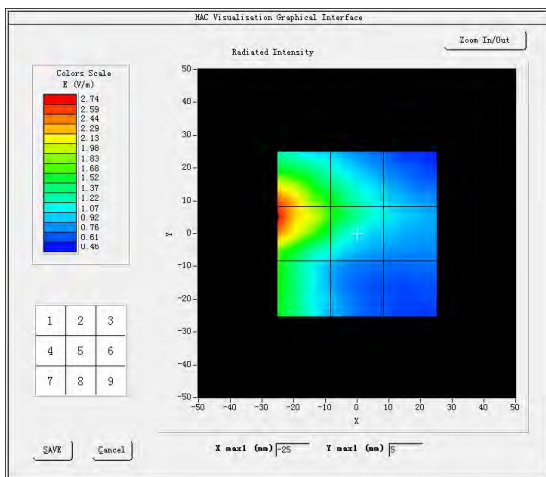 HAC Visualisation Graphical Interface
Zoom In/Out
Radiated Intensity
Colors Scale
E (V/m)
2.74
2.59
2.44
2.29
2.13
1.98
1.83
1.68
1.52
1.37
1.22
1.07
0.92
0.76
0.61
0.46
50
40
30
20
10
0
-10
-20
-30
-40
-50
Y
-50 -40 -30 -20 -10 0 10 20 30 40 50
X
1 2 3
4 5 6
7 8 9
SAVE Cancel
X max1 (mm) -25 Y max1 (mm) 5